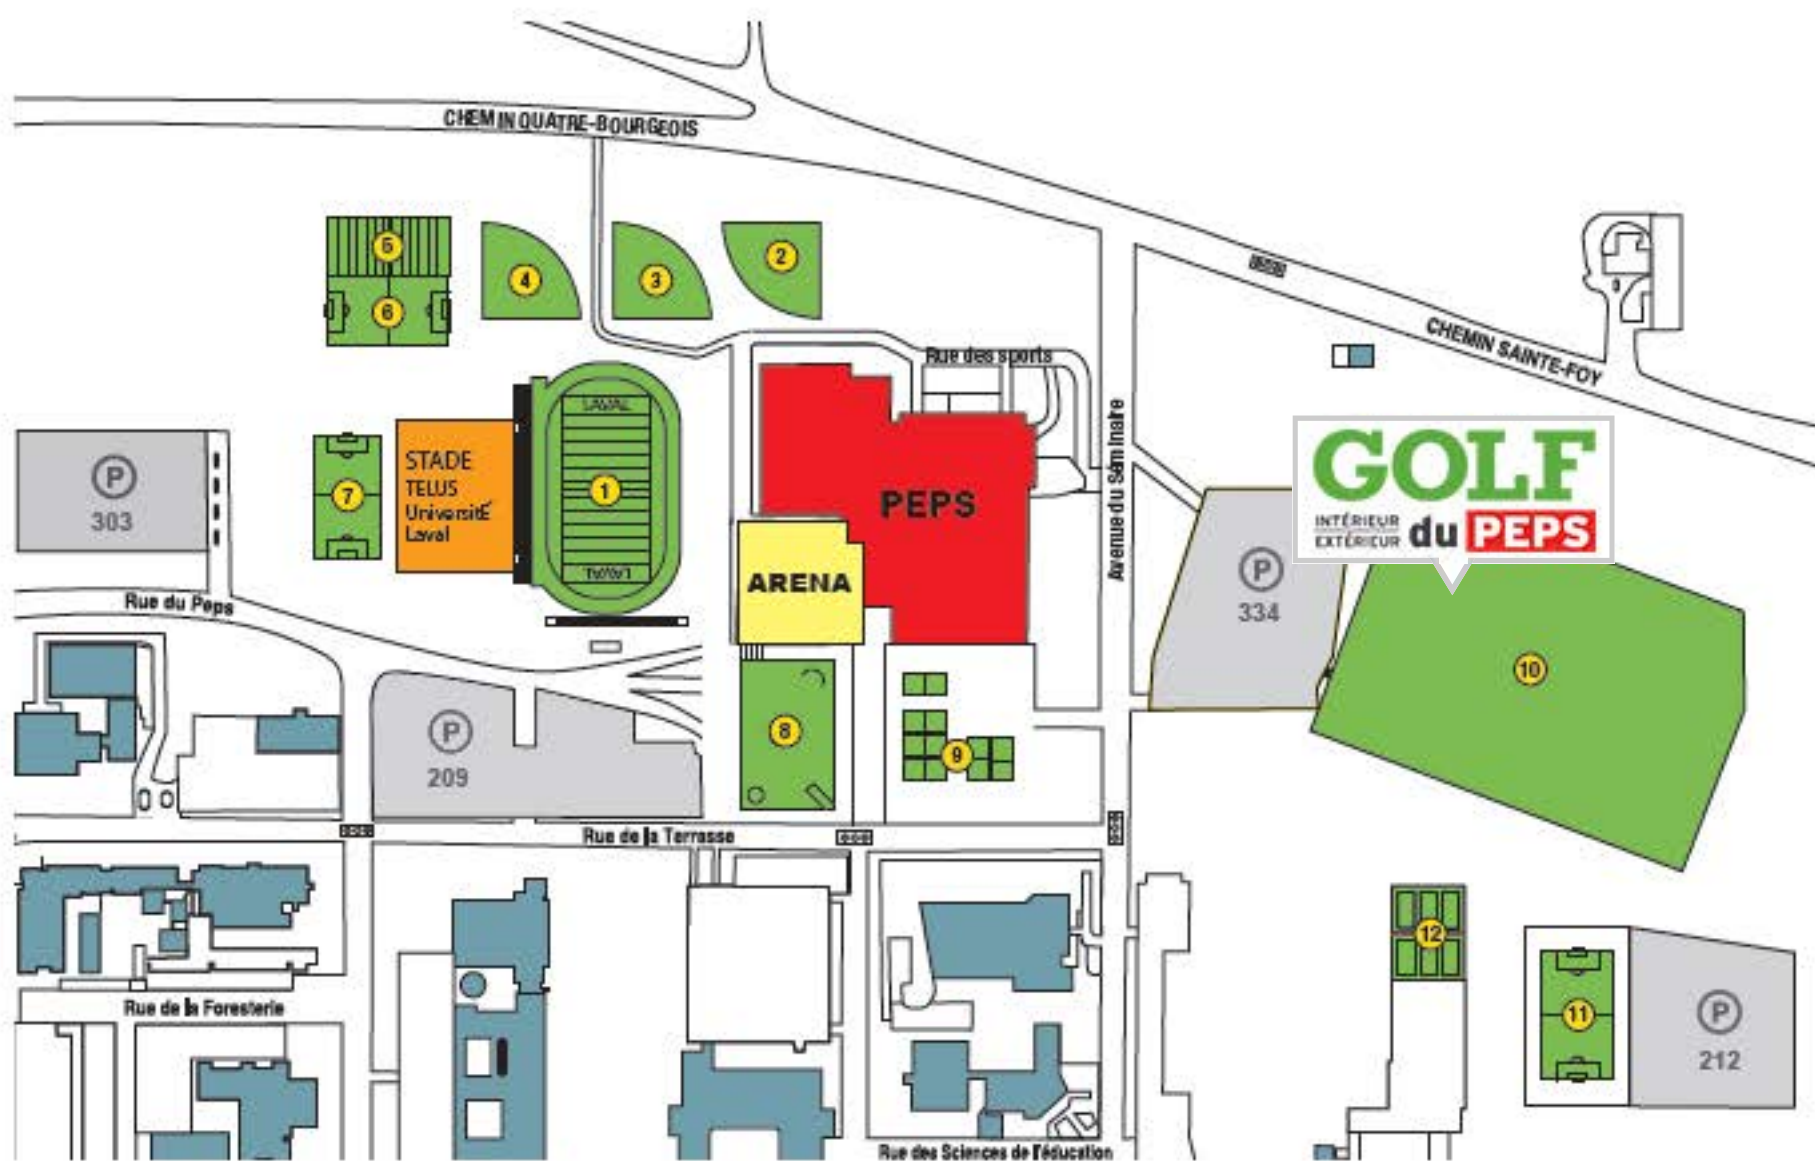 CHEMIN QUATRE-BOURGEOIS
5
4
3
2
6
CHEMIN SAINTE-FOY
Rue des sports
LAVAL
P
303
7
STADE
TELUS
UniversitÉ
Laval
1
LAVAL
PEPS
ARENA
Avenue du Séminaire
P
334
GOLF
INTÉRIEUR
EXTÉRIEUR
du PEPS
10
Rue du Peps
P
209
8
9
Rue de la Terrasse
12
11
P
212
Rue de la Foresterie
Rue des Sciences de l'éducation